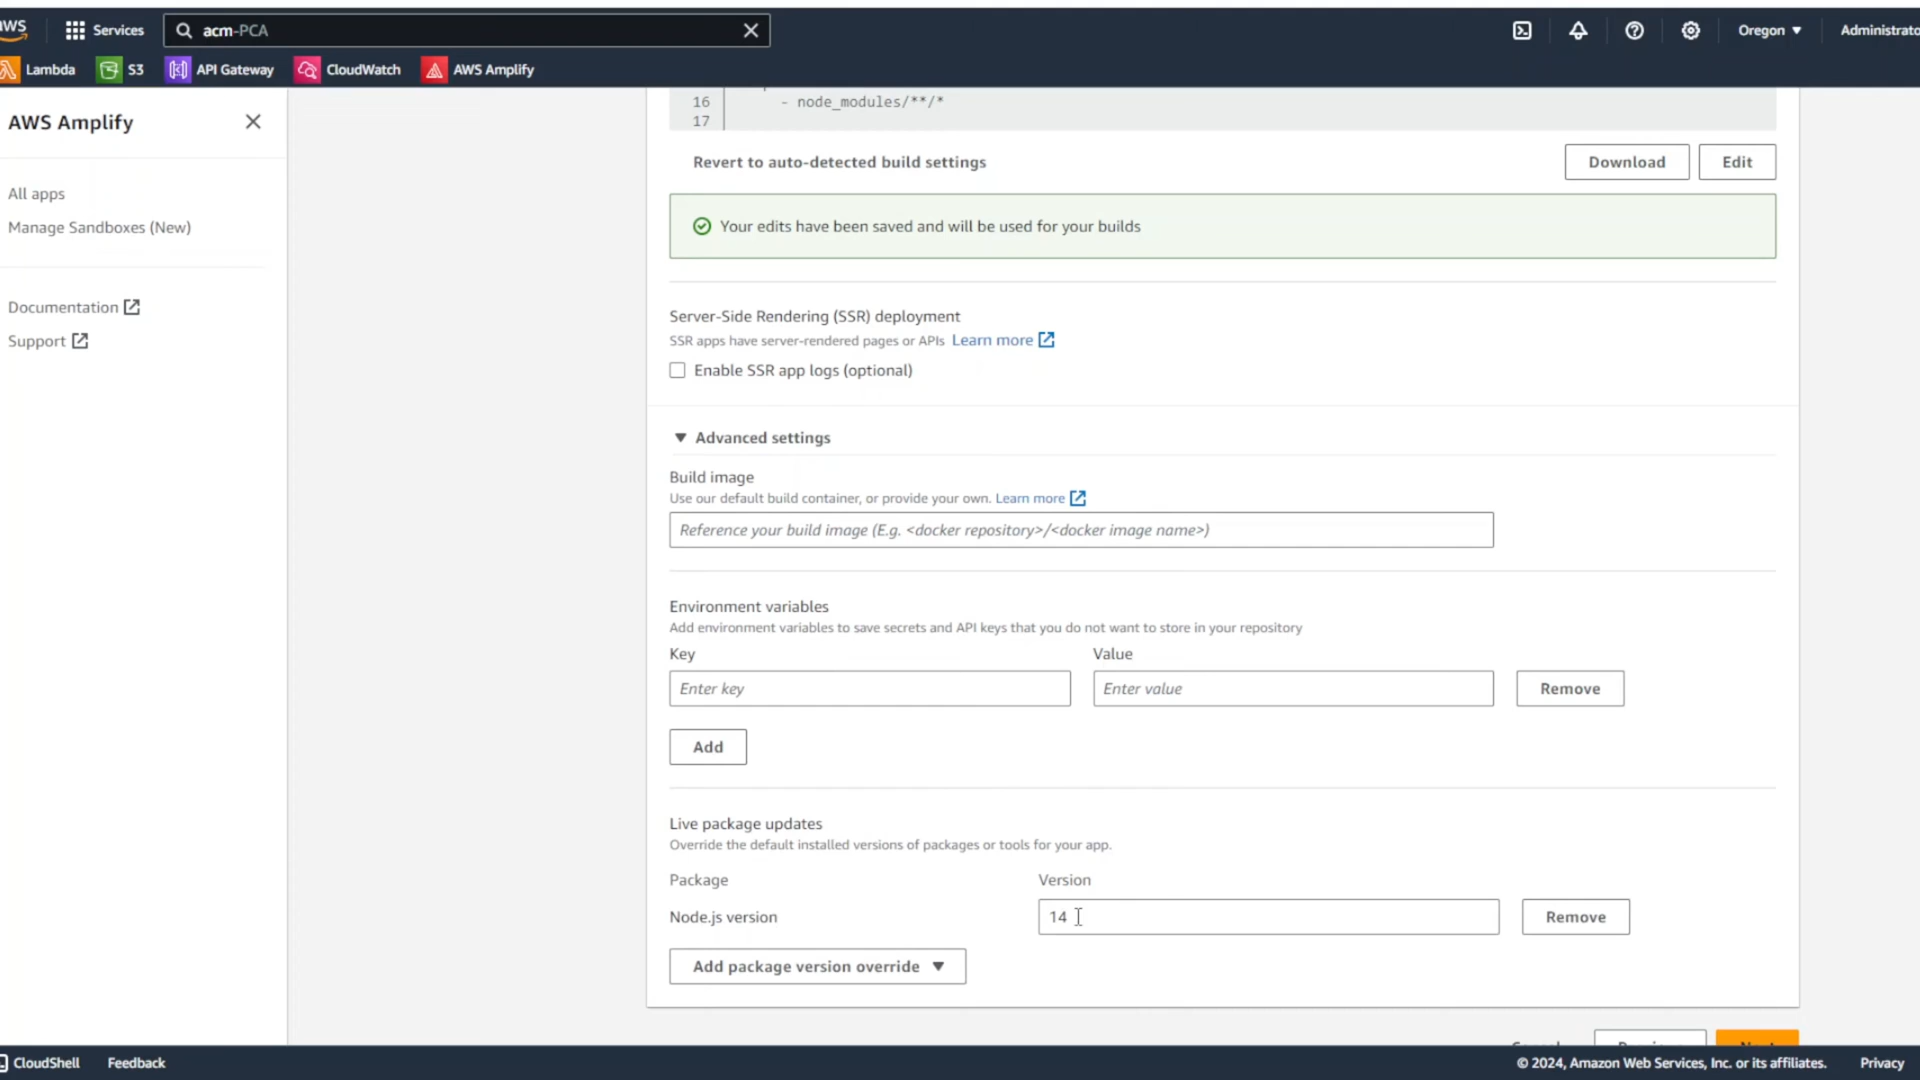 aws
Services
acm-PCA
Oregon ▼
Administrato
Lambda
S3
API Gateway
CloudWatch
AWS Amplify
AWS Amplify
All apps
Manage Sandboxes (New)
Documentation
Support
16 - node_modules/**/*
17
Revert to auto-detected build settings
Download
Edit
Your edits have been saved and will be used for your builds
Server-Side Rendering (SSR) deployment
SSR apps have server-rendered pages or APIs Learn more
Enable SSR app logs (optional)
▼ Advanced settings
Build image
Use our default build container, or provide your own. Learn more
Reference your build image (E.g. <docker repository>/<docker image name>)
Environment variables
Add environment variables to save secrets and API keys that you do not want to store in your repository
Key Value
Enter key Enter value Remove
Add
Live package updates
Override the default installed versions of packages or tools for your app.
Package Version
Node.js version 14 Remove
Add package version override ▼
CloudShell Feedback
© 2024, Amazon Web Services, Inc. or its affiliates. Privacy